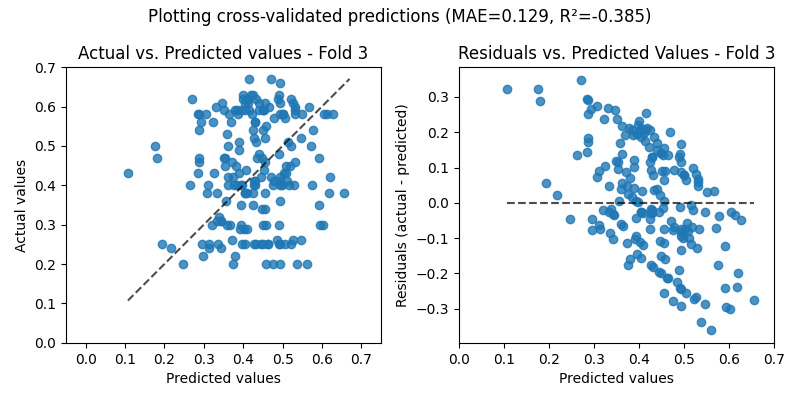 Plotting cross-validated predictions (MAE=0.129, R²=-0.385)
Actual vs. Predicted values - Fold 3
Actual values
0.7
0.6
0.5
0.4
0.3
0.2
0.1
0.0
0.0 0.1 0.2 0.3 0.4 0.5 0.6 0.7
Predicted values
Residuals vs. Predicted Values - Fold 3
Residuals (actual - predicted)
0.3
0.2
0.1
0.0
−0.1
−0.2
−0.3
0.0 0.1 0.2 0.3 0.4 0.5 0.6 0.7
Predicted values